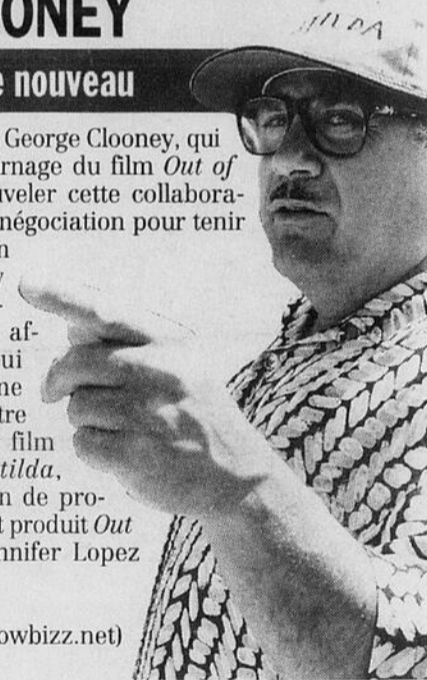 ONEY
nouveau
George Clooney, qui
rnage du film Out of
uveler cette collabora-
négociation pour tenir
n
af-
ui
ne
tre
film
tilda,
n de pro-
t produit Out
nnifer Lopez
owbizz.net)